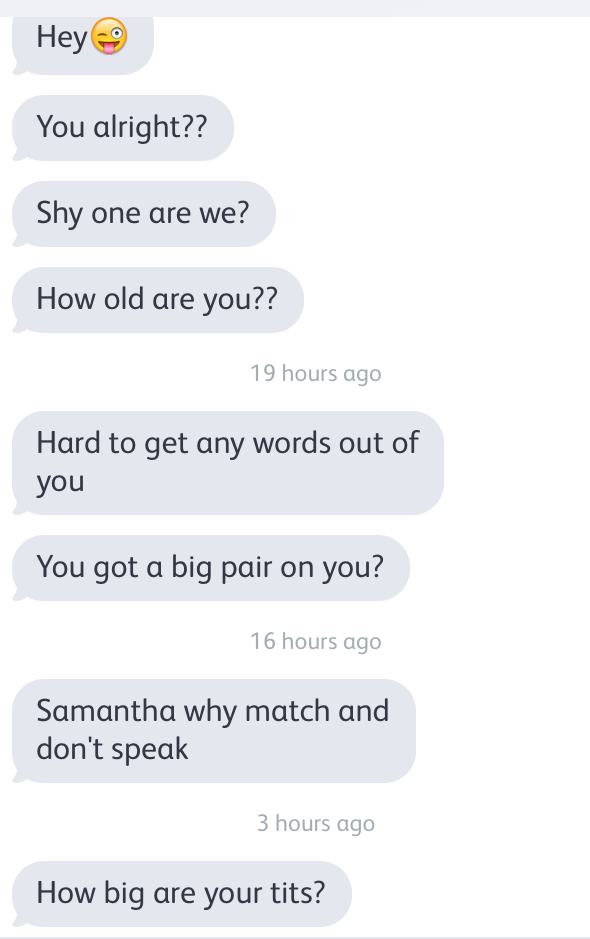 Hey😜
You alright??
Shy one are we?
How old are you??
19 hours ago
Hard to get any words out of
you
You got a big pair on you?
16 hours ago
Samantha why match and
don't speak
3 hours ago
How big are your tits?